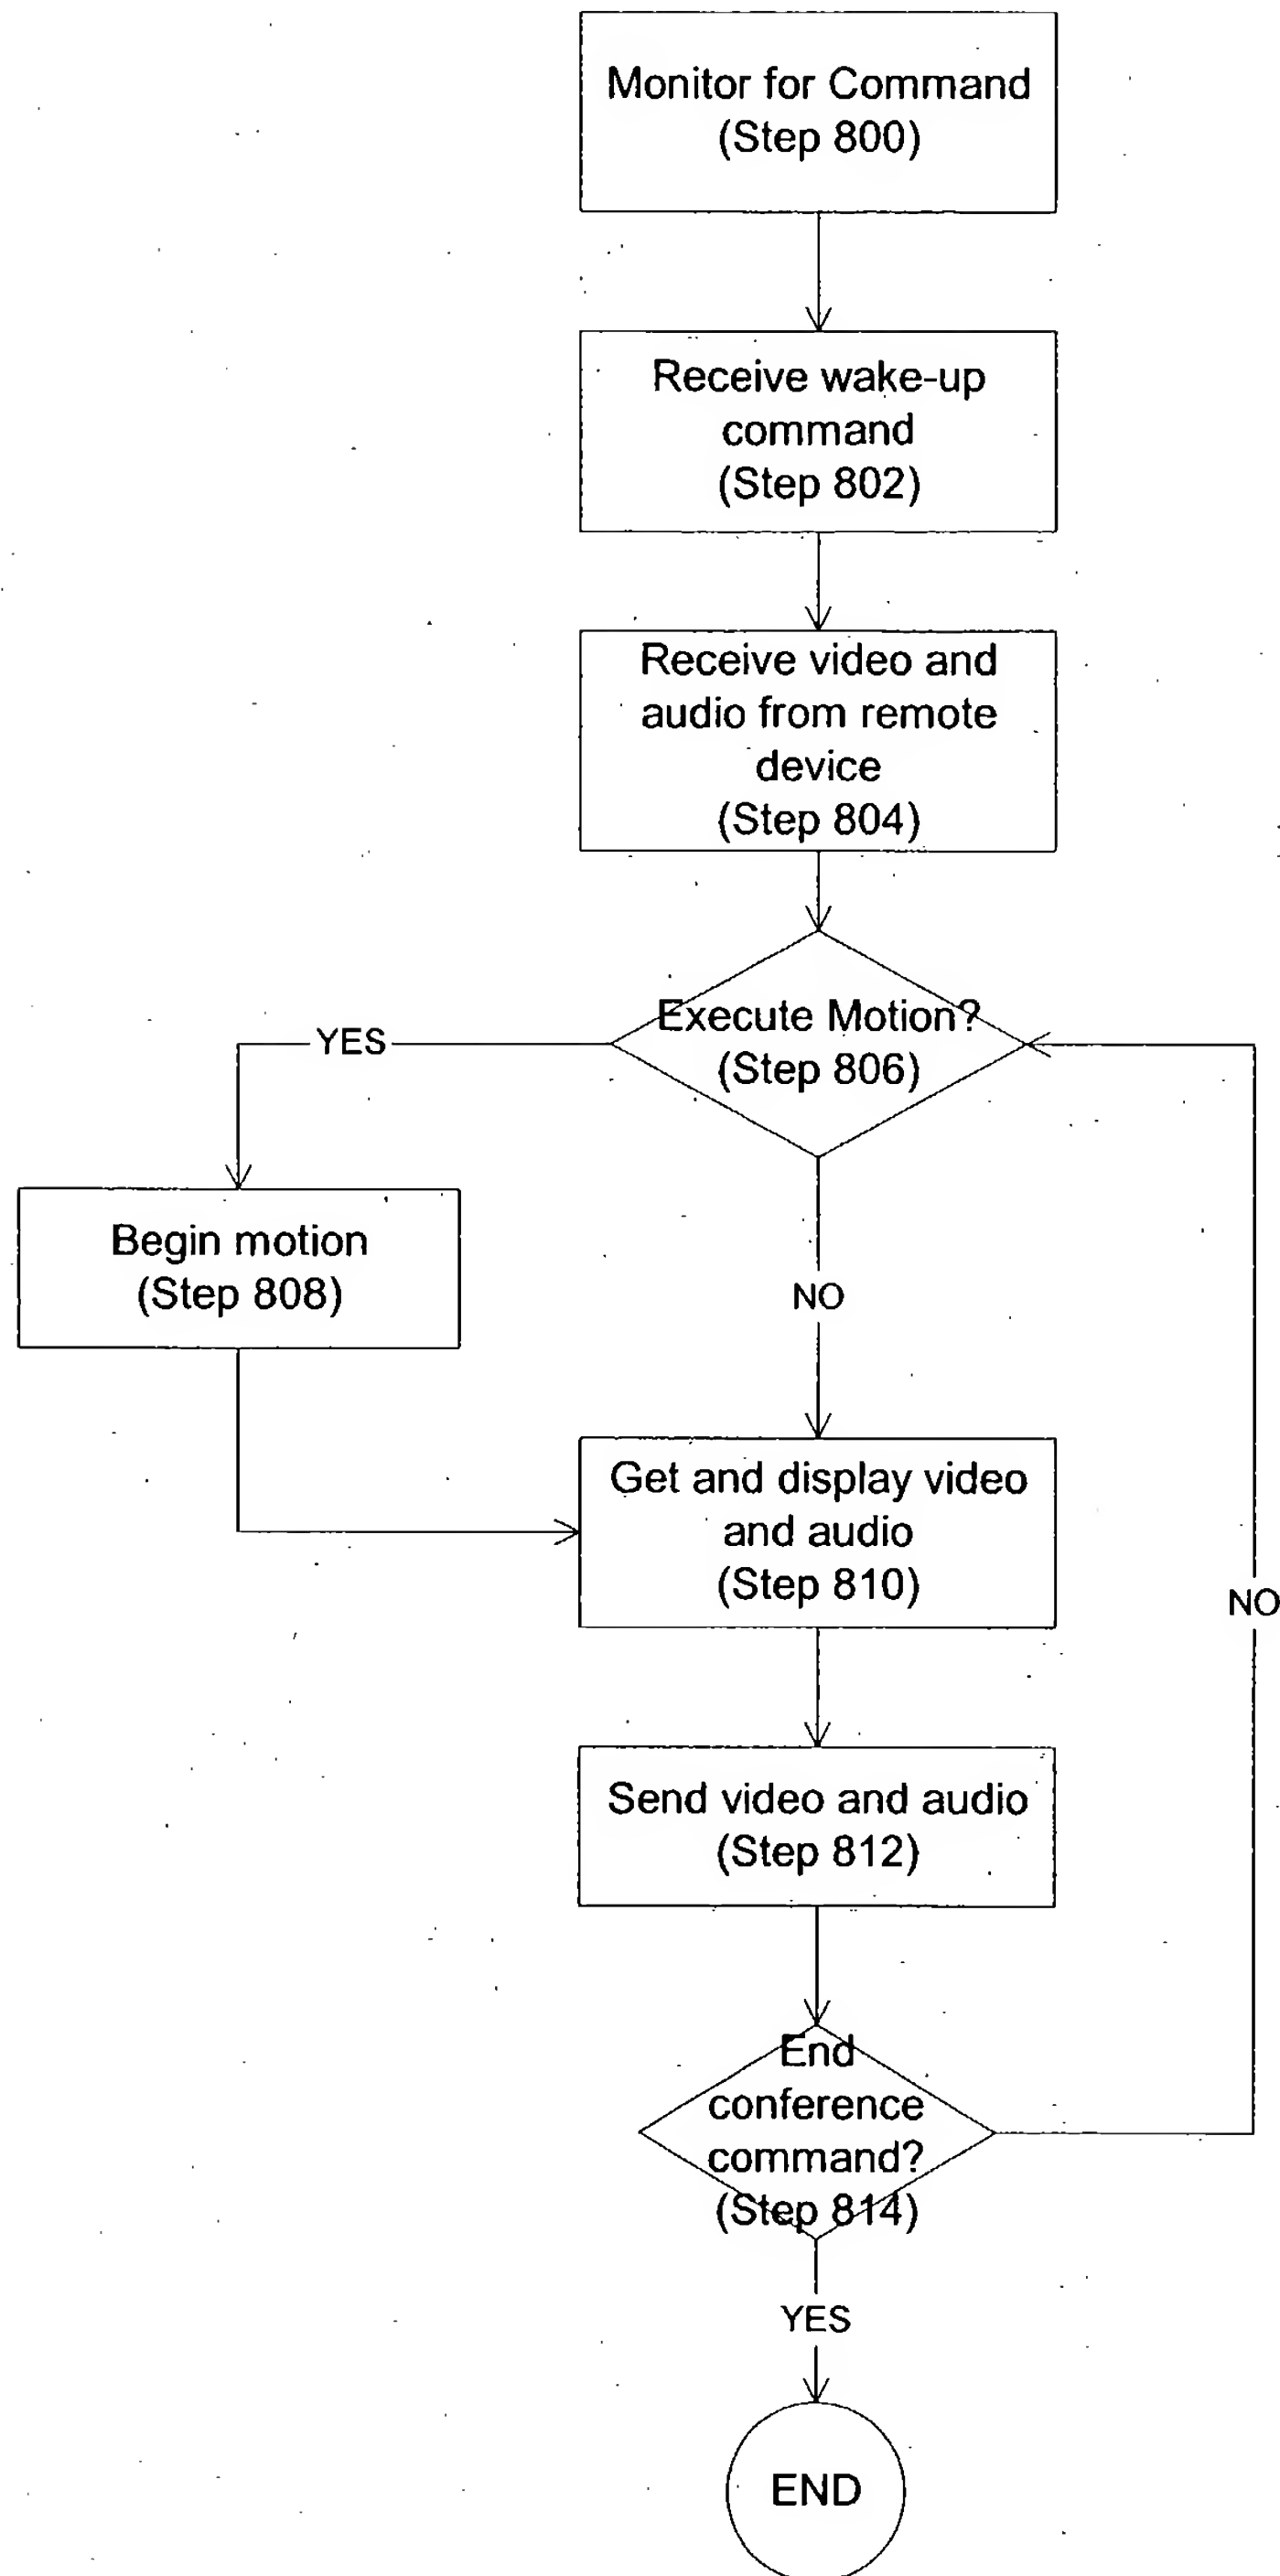 Monitor for Command
(Step 800)
Receive wake-up
command
(Step 802)
Receive video and
audio from remote
device
(Step 804)
Execute Motion?
(Step 806)
YES
Begin motion
(Step 808)
NO
Get and display video
and audio
(Step 810)
NO
Send video and audio
(Step 812)
End
conference
command?
(Step 814)
YES
END